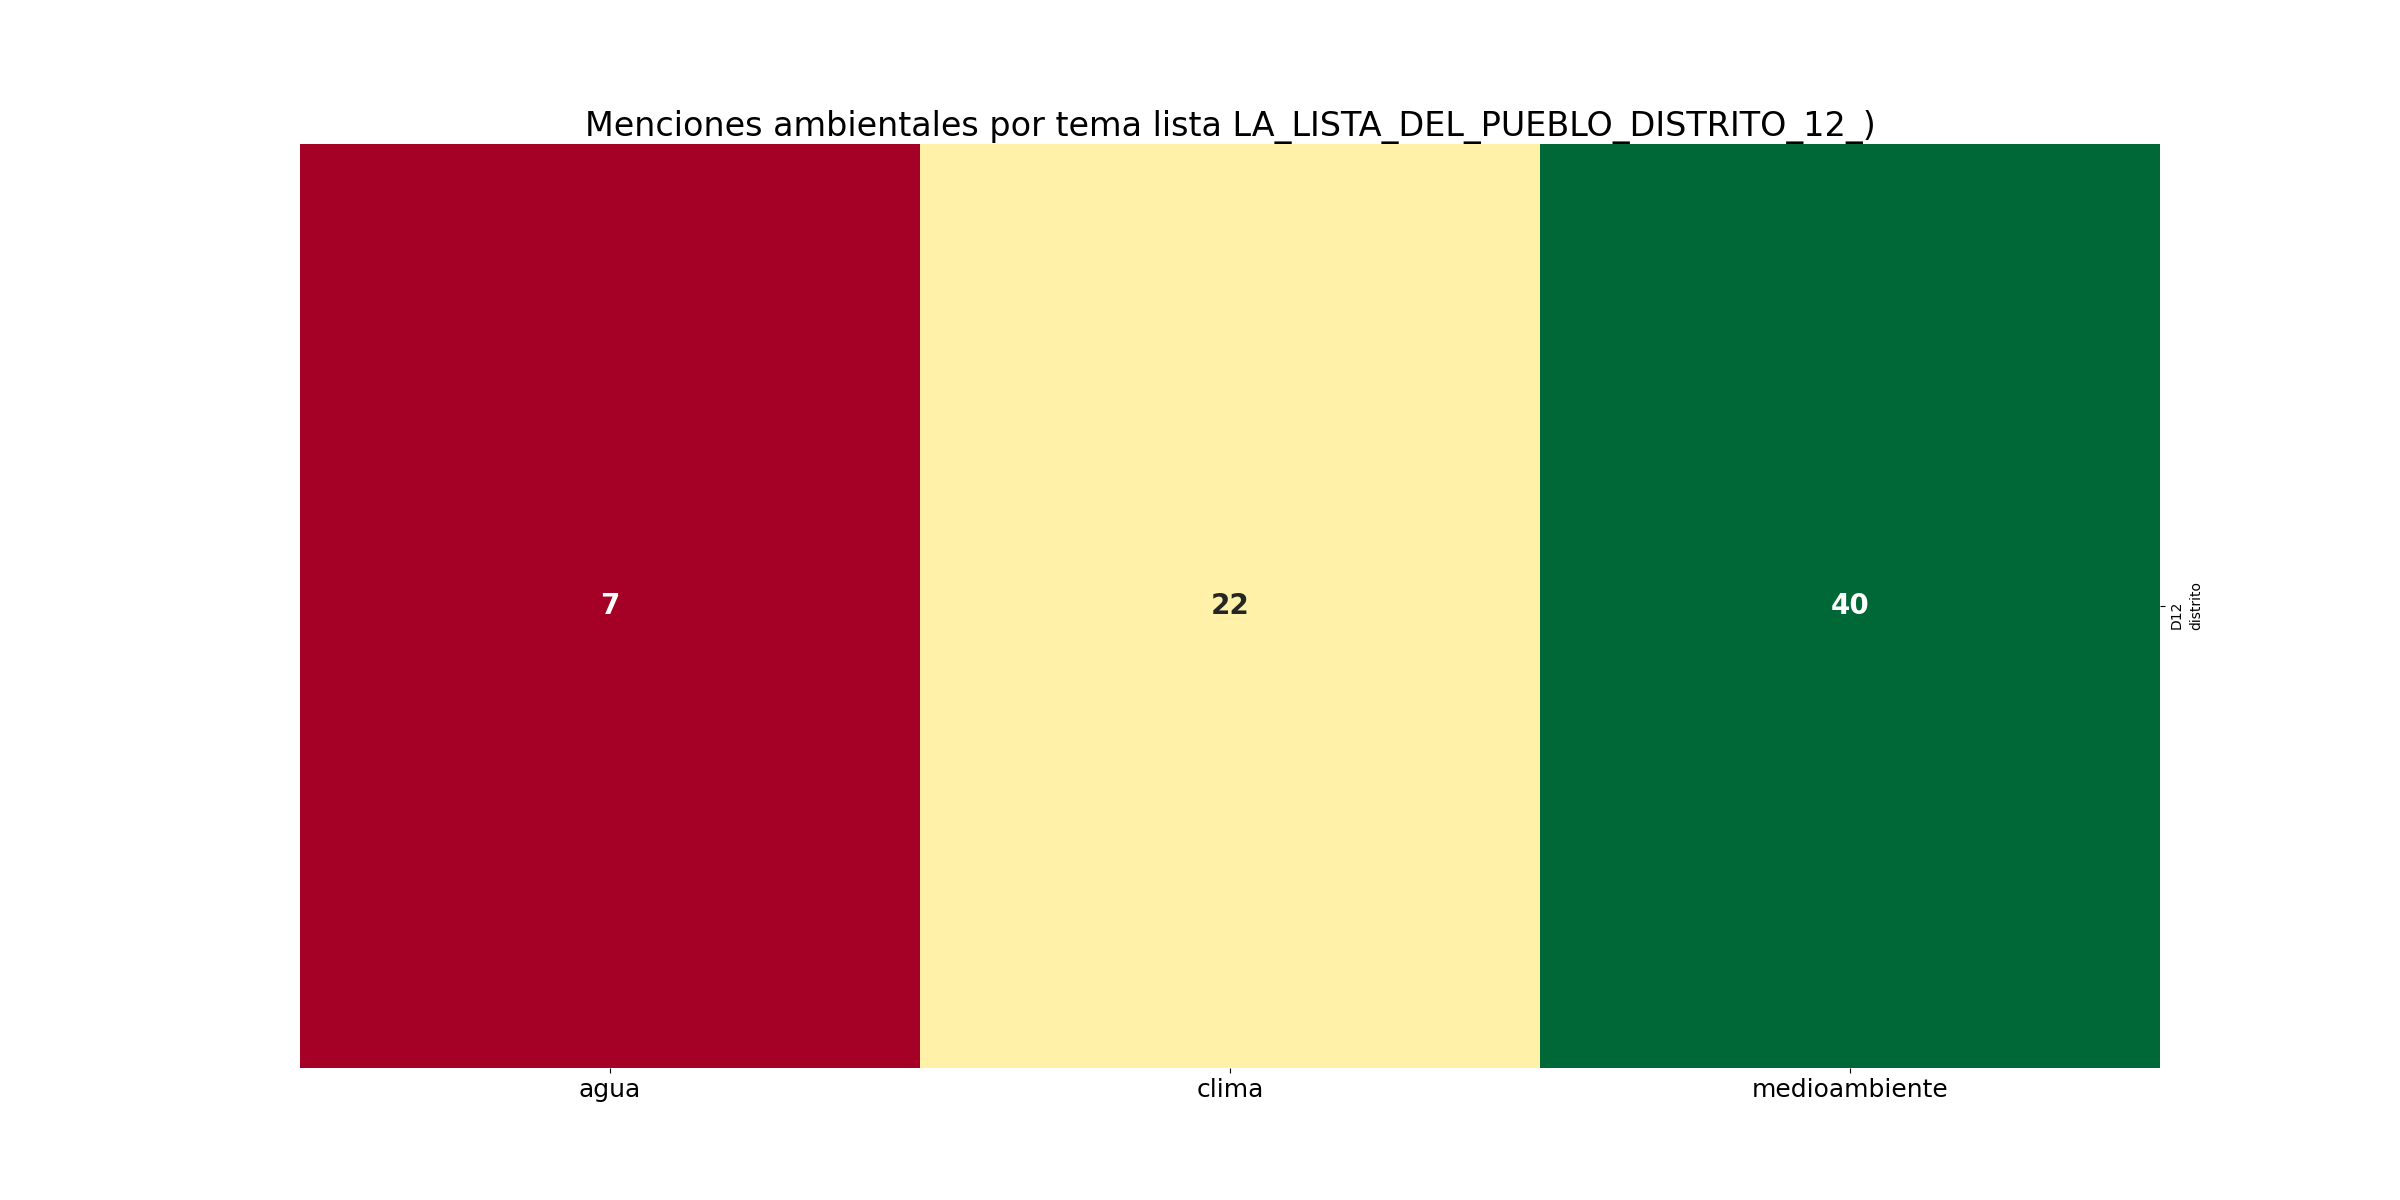 Menciones ambientales por tema lista LA_LISTA_DEL_PUEBLO_DISTRITO_12_)
7
22
40
D12
distrito
agua
clima
medioambiente